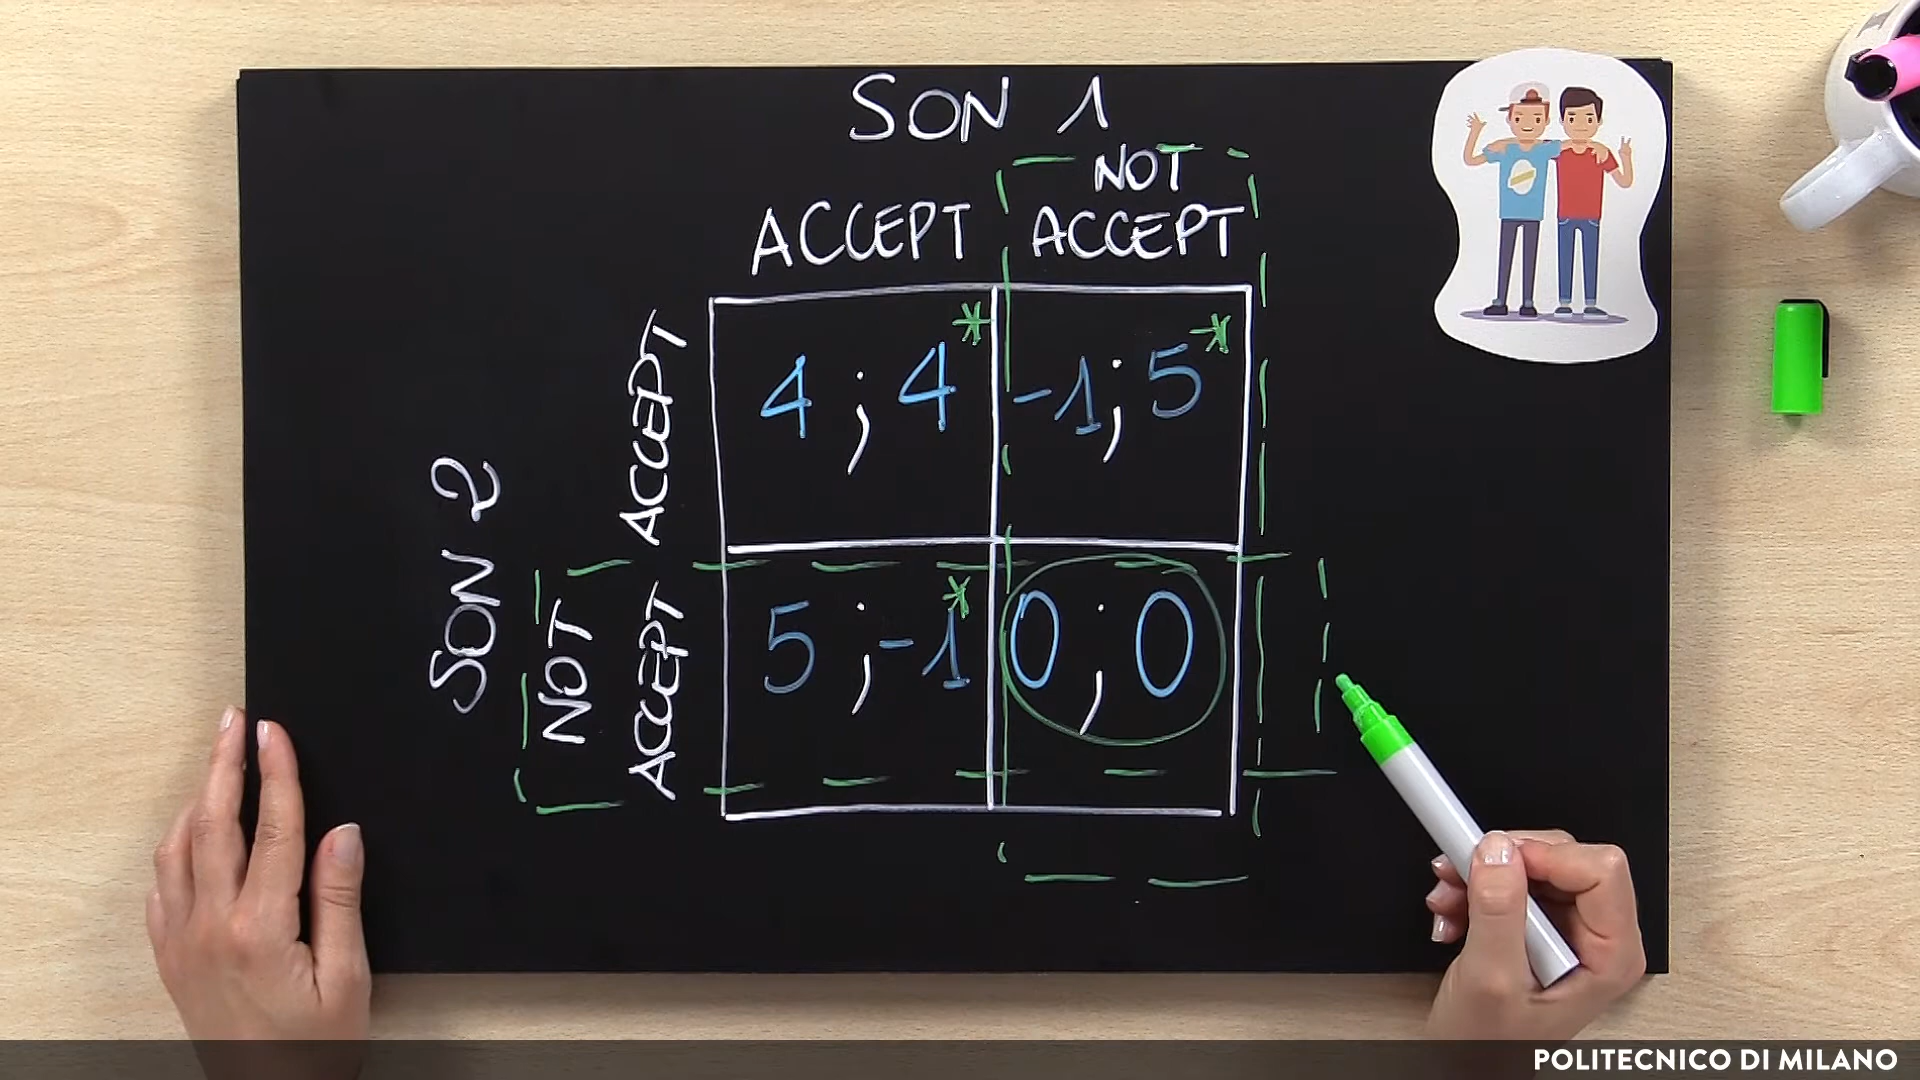 SON 1
NOT
ACCEPT ACCEPT
SON 2
ACCEPT
4 ; 4* -1; 5*
NOT
ACCEPT
5 ; -1* 0 ; 0
POLITECNICO DI MILANO